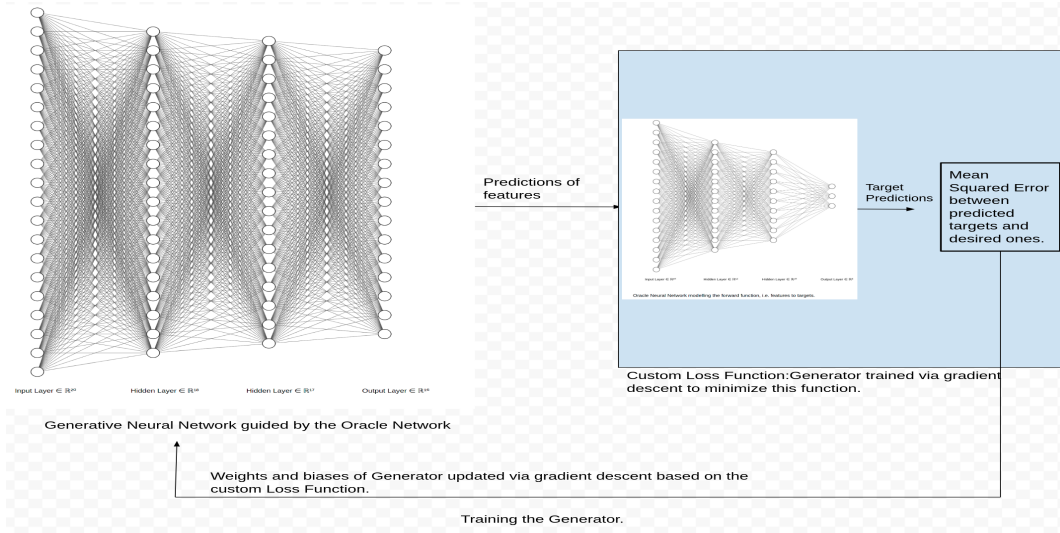 Predictions of
features
Target
Predictions
Mean
Squared Error
between
predicted
targets and
desired ones.
Oracle Neural Network modelling the forward function, i.e. features to targets.
Custom Loss Function:Generator trained via gradient
descent to minimize this function.
Input Layer ∈ ℝ²⁰
Hidden Layer ∈ ℝ¹⁸
Hidden Layer ∈ ℝ¹⁷
Output Layer ∈ ℝ¹⁶
Generative Neural Network guided by the Oracle Network
Weights and biases of Generator updated via gradient descent based on the
custom Loss Function.
Training the Generator.